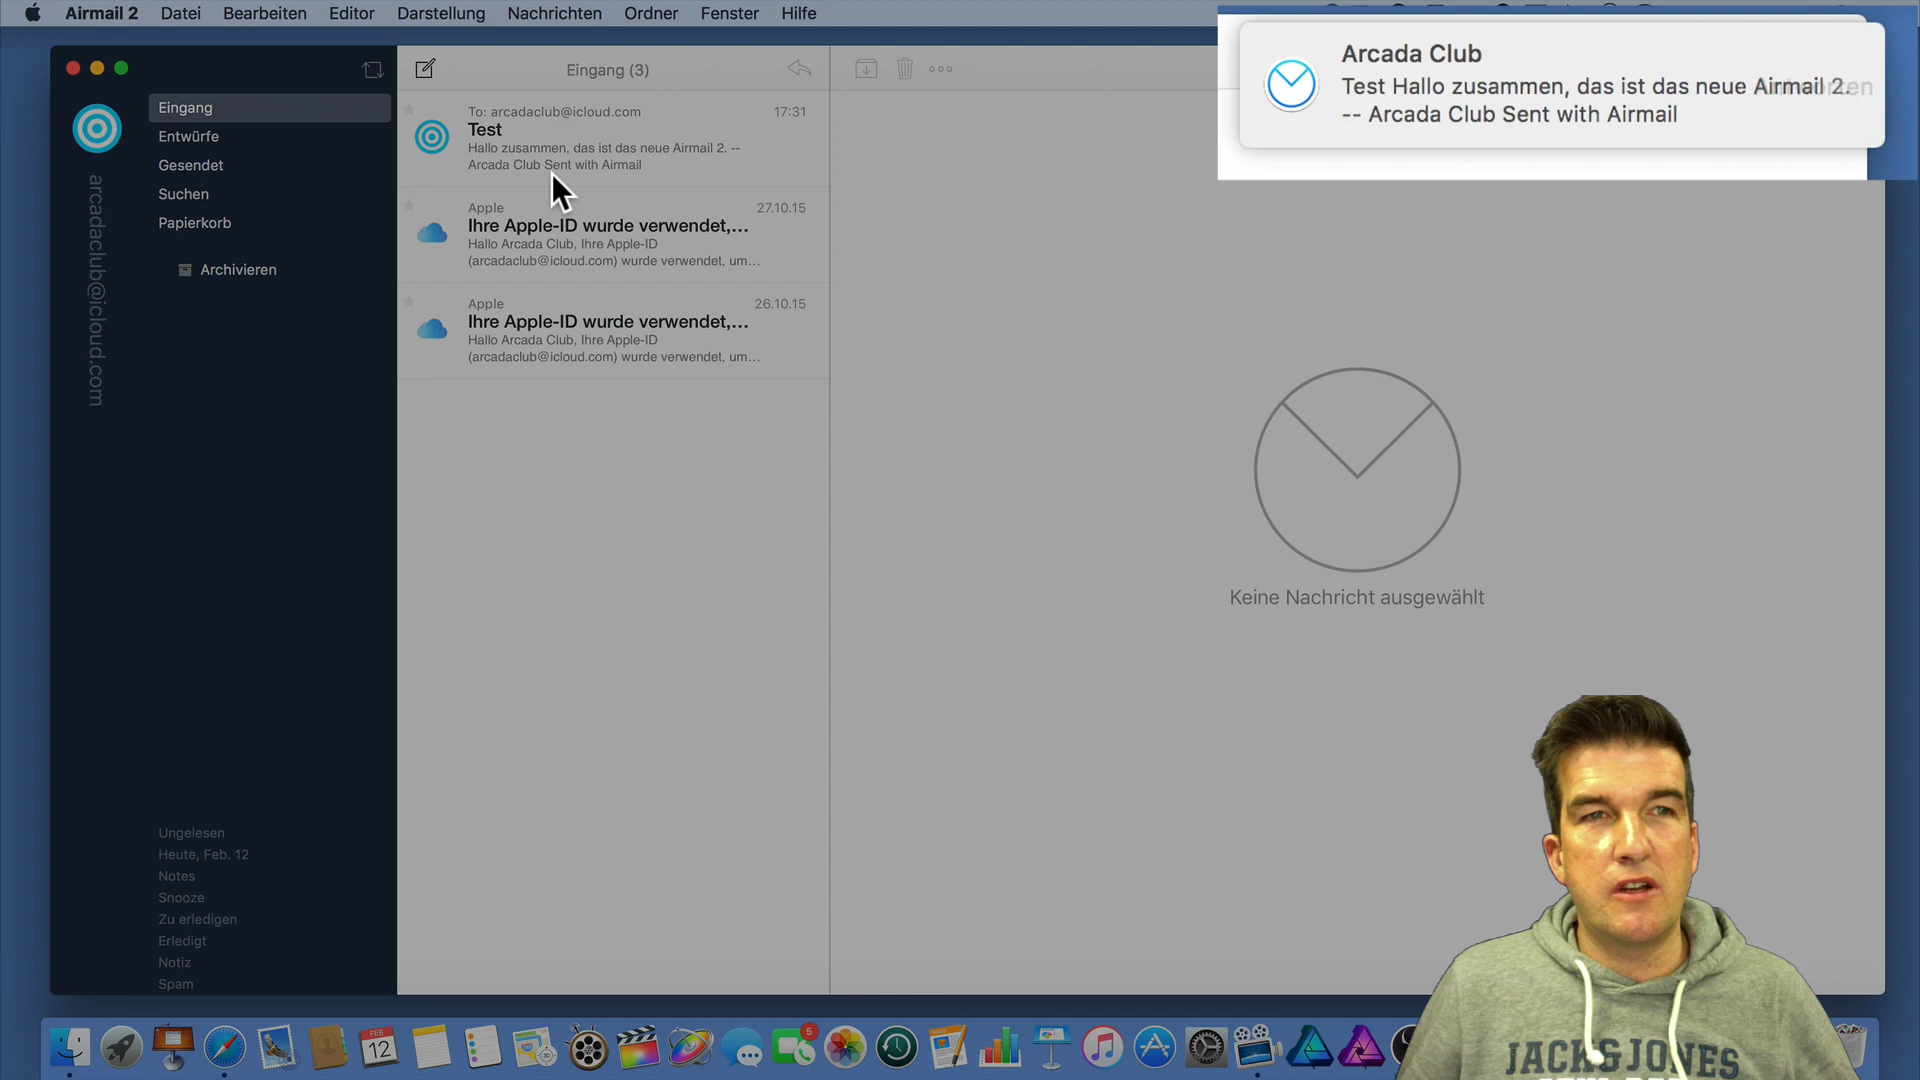 Airmail 2 Datei Bearbeiten Editor Darstellung Nachrichten Ordner Fenster Hilfe
Arcada Club
Test Hallo zusammen, das ist das neue Airmail 2.
-- Arcada Club Sent with Airmail
arcadaclub@icloud.com
Eingang
Entwürfe
Gesendet
Suchen
Papierkorb
Archivieren
Ungelesen
Heute, Feb. 12
Notes
Snooze
Zu erledigen
Erledigt
Notiz
Spam
Eingang (3)
To: arcadaclub@icloud.com 17:31
Test
Hallo zusammen, das ist das neue Airmail 2. --
Arcada Club Sent with Airmail
Apple 27.10.15
Ihre Apple-ID wurde verwendet,...
Hallo Arcada Club, Ihre Apple-ID
(arcadaclub@icloud.com) wurde verwendet, um...
Apple 26.10.15
Ihre Apple-ID wurde verwendet,...
Hallo Arcada Club, Ihre Apple-ID
(arcadaclub@icloud.com) wurde verwendet, um...
Keine Nachricht ausgewählt
FEB
12
3D
5
JACK & JONES